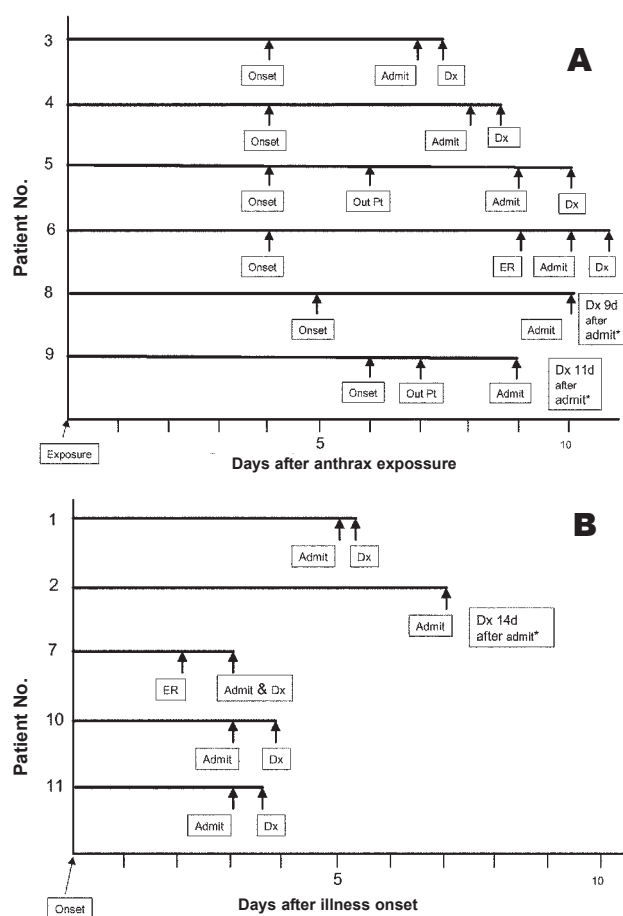 A
3
Onset Admit Dx
4
Onset Admit Dx
5
Onset Out Pt Admit Dx
6
Onset ER Admit Dx
8
Onset Admit Dx 9d
after
admit*
9
Onset Out Pt Admit Dx 11d
after
admit*
Patient No.
5 10
Exposure
Days after anthrax expossure
B
1
Admit Dx
2
Admit Dx 14d
after admit*
7
ER Admit & Dx
10
Admit Dx
11
Admit Dx
Patient No.
5 10
Onset
Days after illness onset